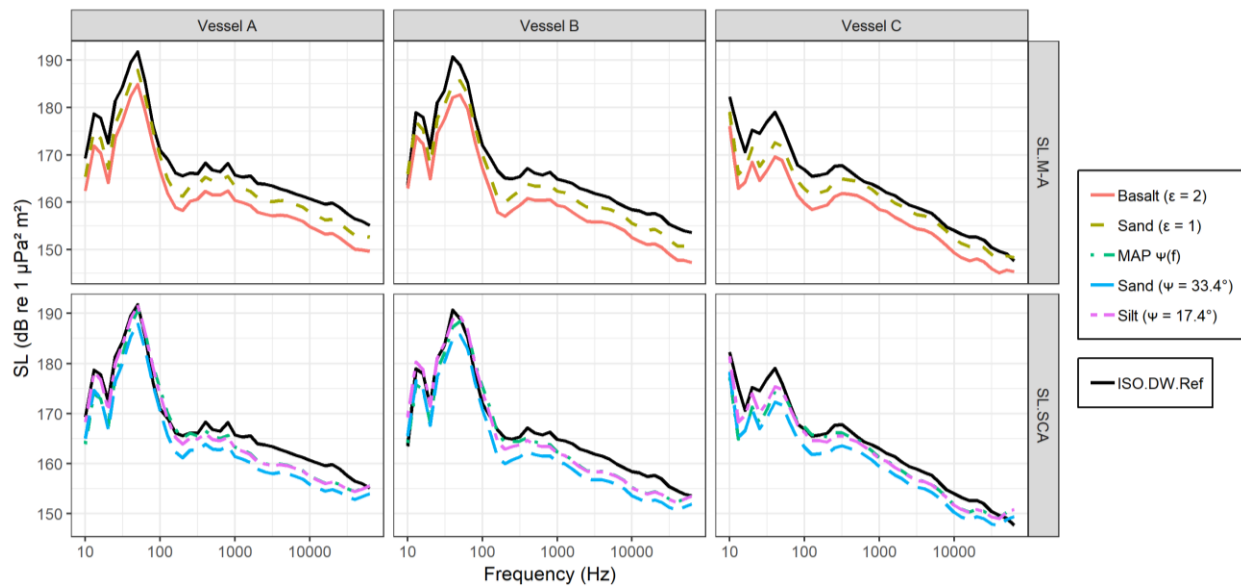 Vessel A
Vessel B
Vessel C
SL (dB re 1 µPa² m²)
190
180
170
160
150
SL.M-A
190
180
170
160
150
SL.SCA
10 100 1000 10000
10 100 1000 10000
10 100 1000 10000
Frequency (Hz)
Basalt (ε = 2)
Sand (ε = 1)
MAP Ψ(f)
Sand (Ψ = 33.4°)
Silt (Ψ = 17.4°)
ISO.DW.Ref